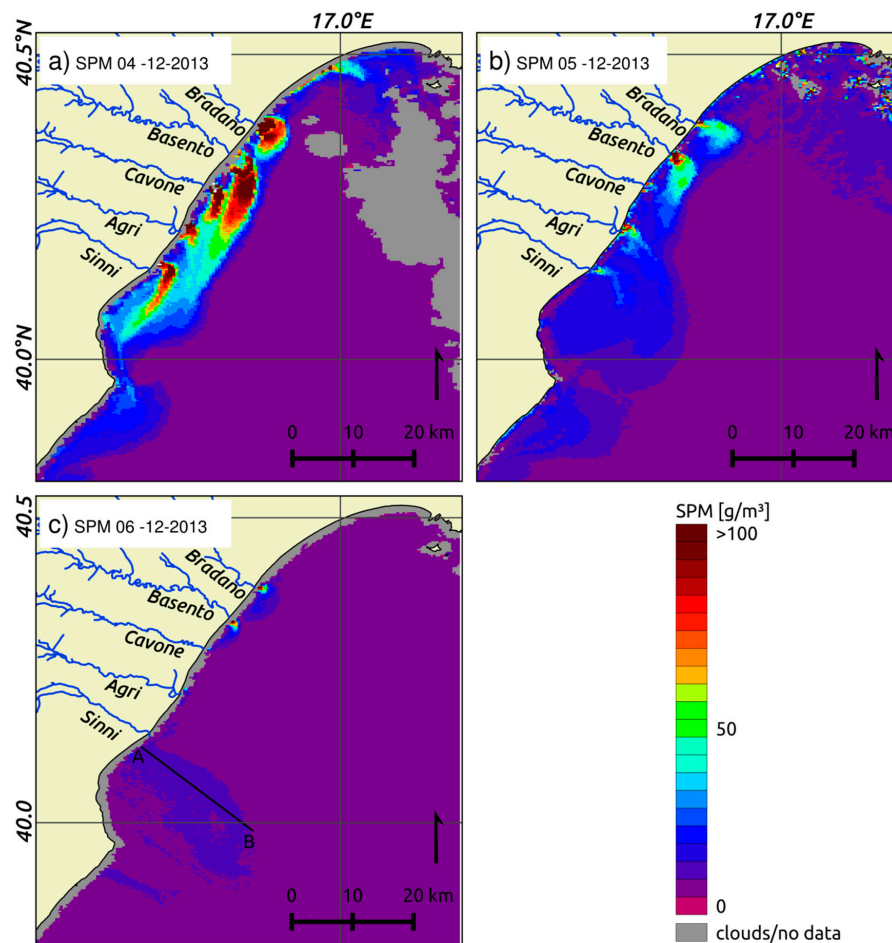 17.0°E
17.0°E
40.5°N
a) SPM 04 -12-2013
b) SPM 05 -12-2013
Bradano
Basento
Cavone
Agri
Sinni
Bradano
Basento
Cavone
Agri
Sinni
40.0°N
0 10 20 km
0 10 20 km
40.5
c) SPM 06 -12-2013
Bradano
Basento
Cavone
Agri
Sinni
A
B
40.0
0 10 20 km
SPM [g/m³]
>100
50
0
clouds/no data